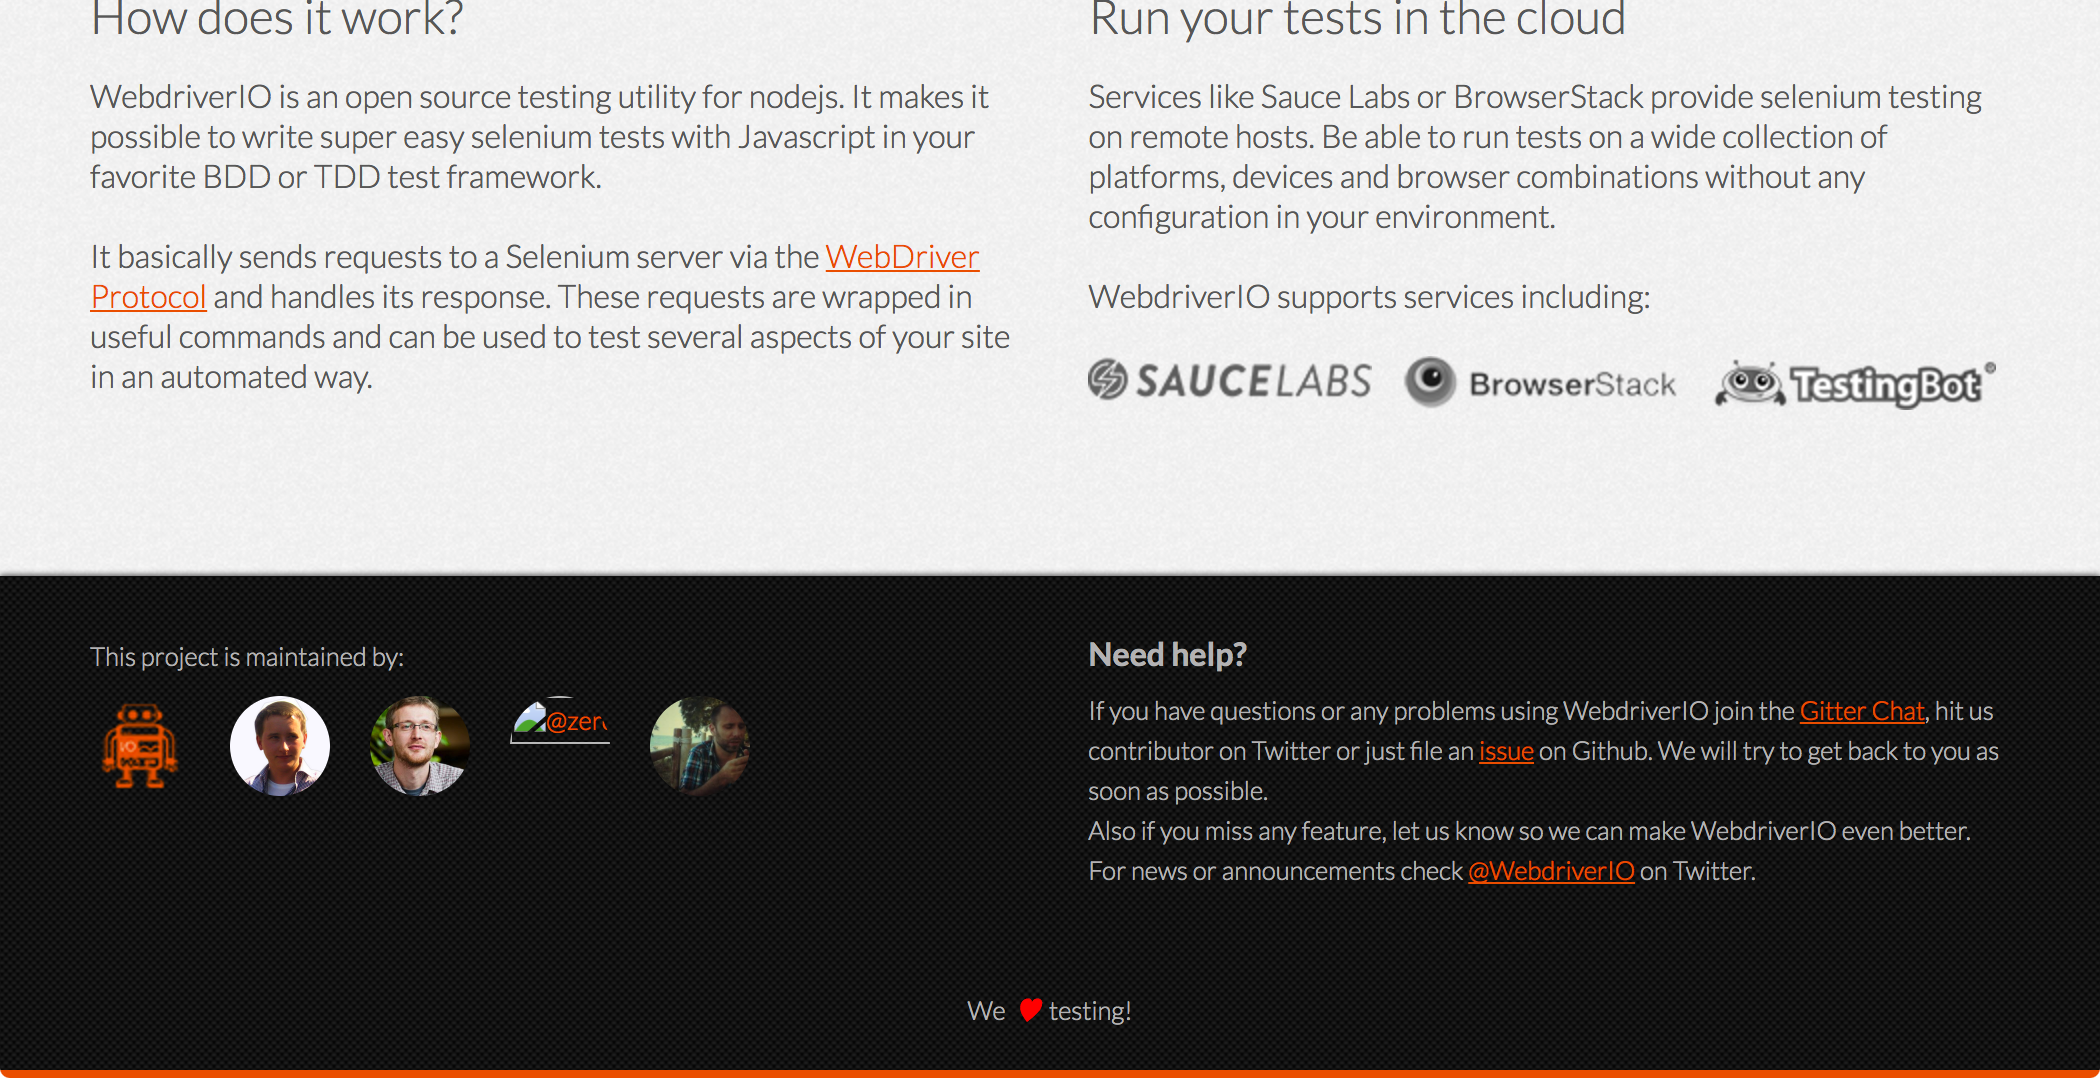 How does it work?
WebdriverIO is an open source testing utility for nodejs. It makes it
possible to write super easy selenium tests with Javascript in your
favorite BDD or TDD test framework.
It basically sends requests to a Selenium server via the WebDriver
Protocol and handles its response. These requests are wrapped in
useful commands and can be used to test several aspects of your site
in an automated way.
Run your tests in the cloud
Services like Sauce Labs or BrowserStack provide selenium testing
on remote hosts. Be able to run tests on a wide collection of
platforms, devices and browser combinations without any
configuration in your environment.
WebdriverIO supports services including:
SAUCELABS
BrowserStack
TestingBot®
This project is maintained by:
@zer
Need help?
If you have questions or any problems using WebdriverIO join the Gitter Chat, hit us
contributor on Twitter or just file an issue on Github. We will try to get back to you as
soon as possible.
Also if you miss any feature, let us know so we can make WebdriverIO even better.
For news or announcements check @WebdriverIO on Twitter.
We ♥ testing!